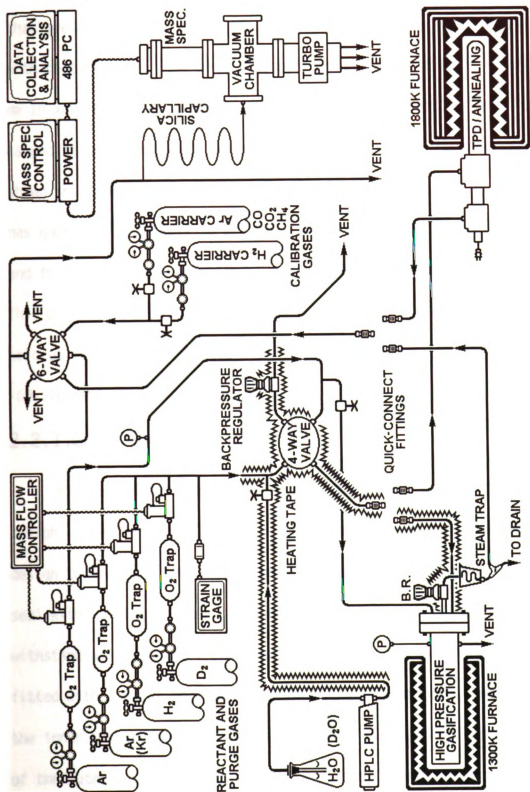 DATA
COLLECTION
& ANALYSIS
486 PC
MASS SPEC
CONTROL
POWER
MASS
SPEC.
VACUUM
CHAMBER
TURBO
PUMP
VENT
SILICA
CAPILLARY
VENT
1800K FURNACE
TPD / ANNEALING
6-WAY
VALVE
VENT
VENT
Ar CARRIER
H₂ CARRIER
CO
CO₂
CH₄
CALIBRATION
GASES
VENT
MASS FLOW
CONTROLLER
P
BACKPRESSURE
REGULATOR
4-WAY
VALVE
QUICK-CONNECT
FITTINGS
O₂ Trap
O₂ Trap
O₂ Trap
O₂ Trap
Ar
Ar
(Kr)
H₂
D₂
STRAIN
GAGE
REACTANT AND
PURGE GASES
HEATING TAPE
H₂O (D₂O)
HPLC PUMP
B.R.
STEAM TRAP
TO DRAIN
P
VENT
HIGH PRESSURE
GASIFICATION
1300K FURNACE